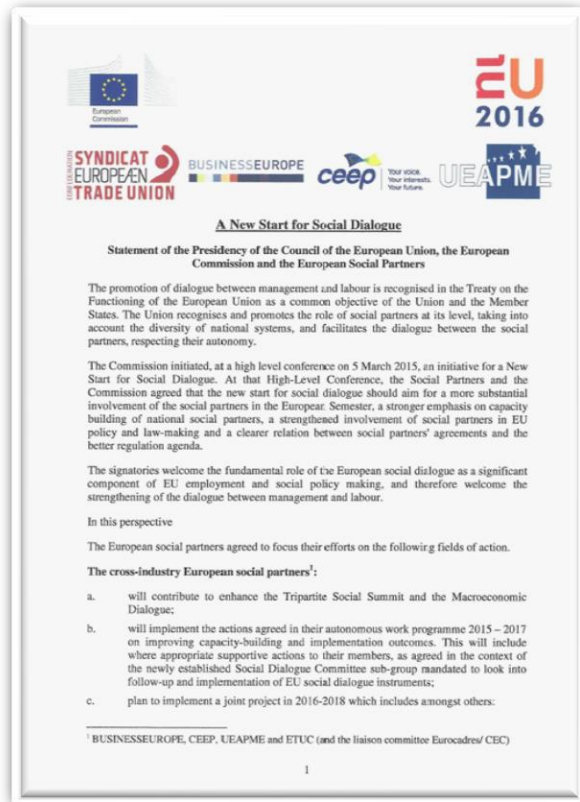 European
Commission
EU
2016
CONFEDERATION
SYNDICAT
EUROPEAN
TRADE UNION
BUSINESSEUROPE
ceep
Your voice.
Your interests.
Your future.
UEAPME
A New Start for Social Dialogue
Statement of the Presidency of the Council of the European Union, the European
Commission and the European Social Partners
The promotion of dialogue between management and labour is recognised in the Treaty on the
Functioning of the European Union as a common objective of the Union and the Member
States. The Union recognises and promotes the role of social partners at its level, taking into
account the diversity of national systems, and facilitates the dialogue between the social
partners, respecting their autonomy.
The Commission initiated, at a high level conference on 5 March 2015, an initiative for a New
Start for Social Dialogue. At that High-Level Conference, the Social Partners and the
Commission agreed that the new start for social dialogue should aim for a more substantial
involvement of the social partners in the European Semester, a stronger emphasis on capacity
building of national social partners, a strengthened involvement of social partners in EU
policy and law-making and a clearer relation between social partners' agreements and the
better regulation agenda.
The signatories welcome the fundamental role of the European social dialogue as a significant
component of EU employment and social policy making, and therefore welcome the
strengthening of the dialogue between management and labour.
In this perspective
The European social partners agreed to focus their efforts on the following fields of action.
The cross-industry European social partners¹:
a. will contribute to enhance the Tripartite Social Summit and the Macroeconomic
Dialogue;
b. will implement the actions agreed in their autonomous work programme 2015 – 2017
on improving capacity-building and implementation outcomes. This will include
where appropriate supportive actions to their members, as agreed in the context of
the newly established Social Dialogue Committee sub-group mandated to look into
follow-up and implementation of EU social dialogue instruments;
c. plan to implement a joint project in 2016-2018 which includes amongst others:
¹ BUSINESSEUROPE, CEEP, UEAPME and ETUC (and the liaison committee Eurocadres/ CEC)
1